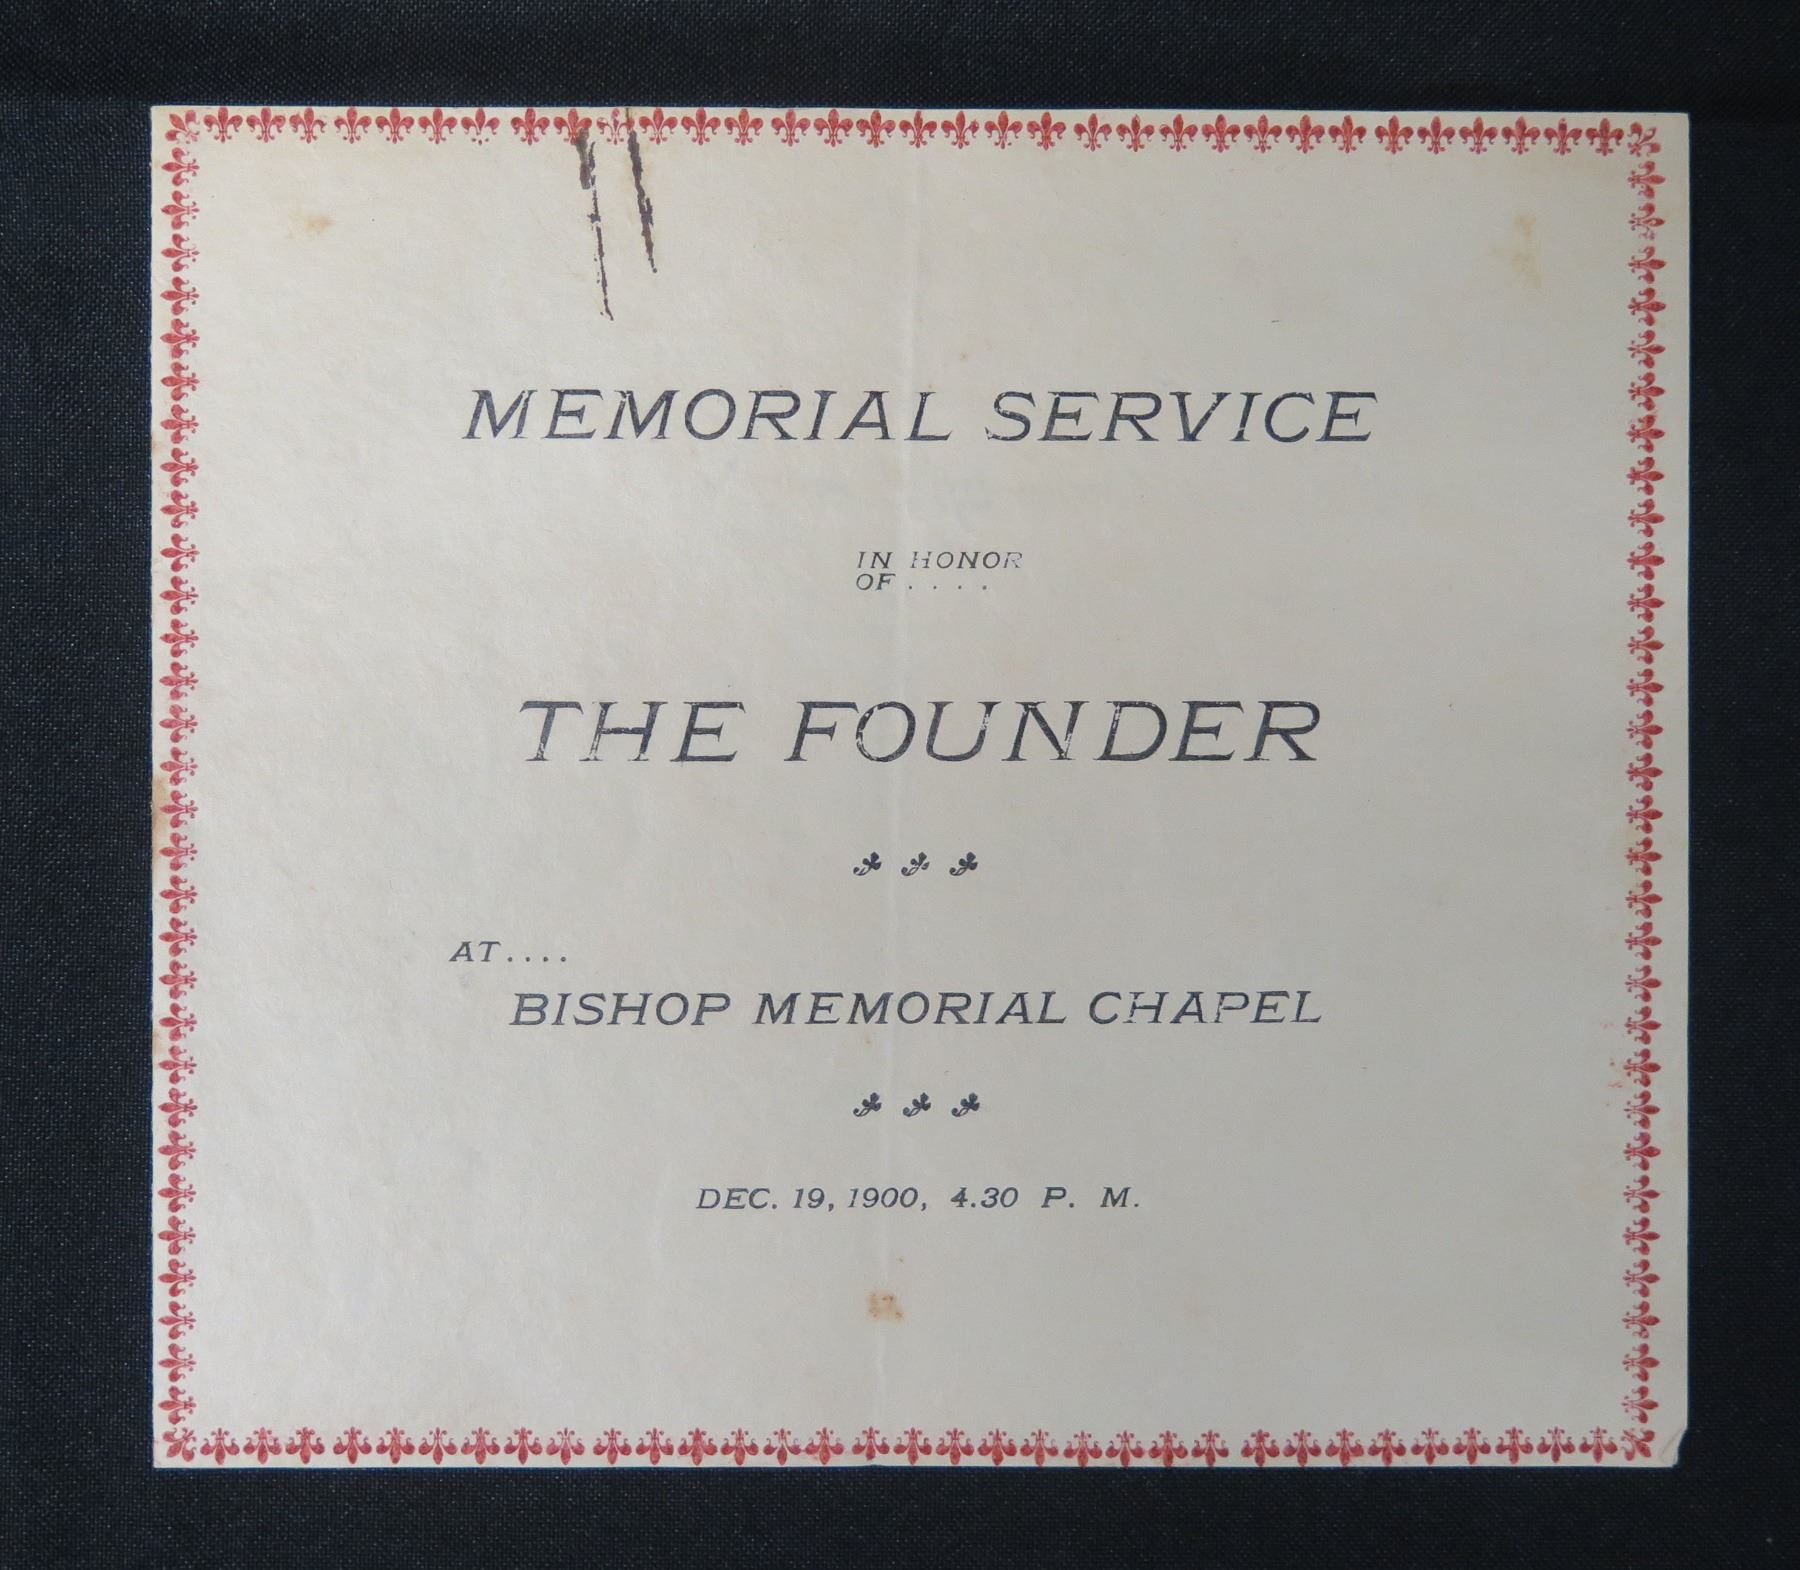 MEMORIAL SERVICE
IN HONOR
OF....
THE FOUNDER
AT....
BISHOP MEMORIAL CHAPEL
DEC. 19, 1900, 4.30 P. M.